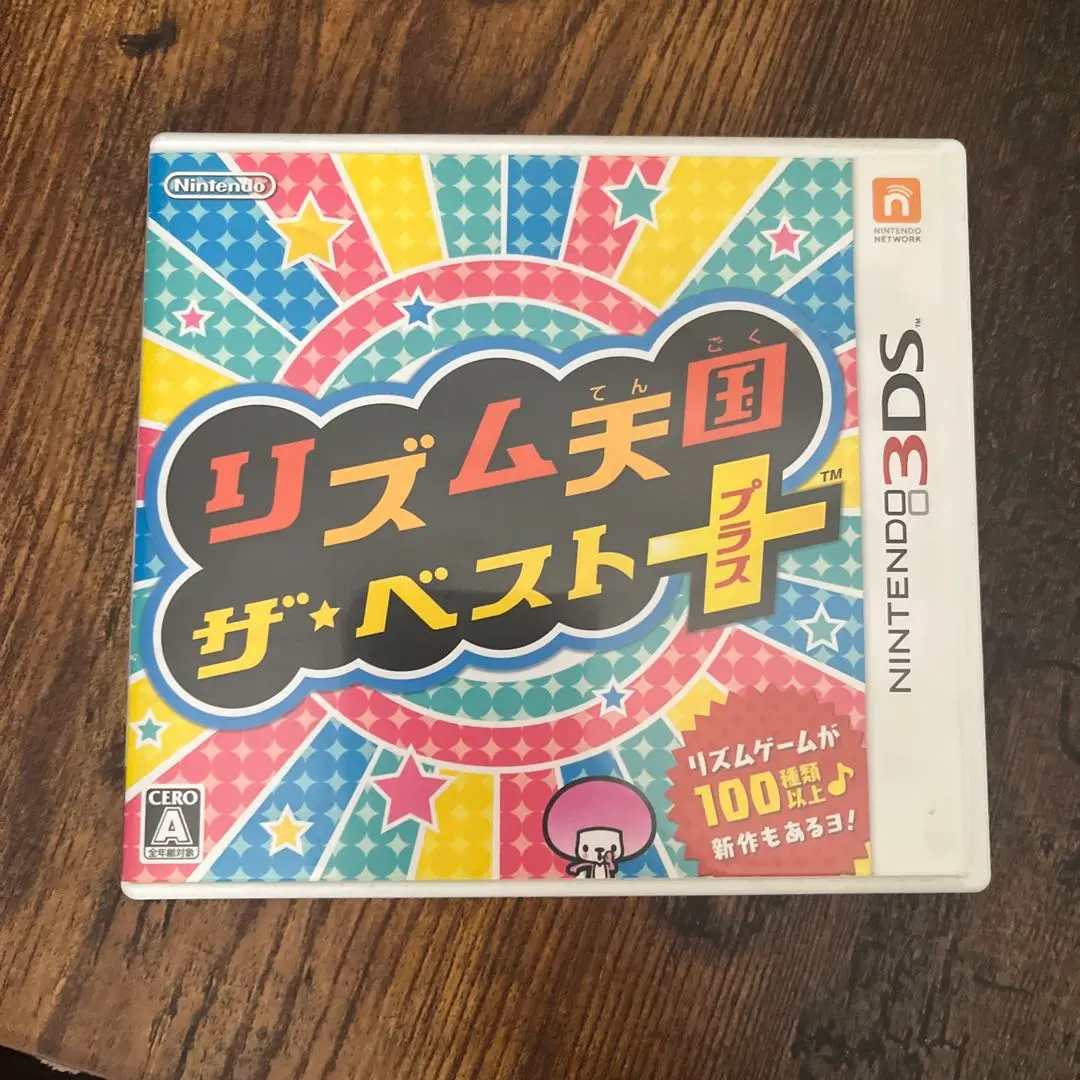 Nintendo
NINTENDO
NETWORK
NINTENDO3DS™
てんごく
リズム天国
ザ★ベスト+
プラス
™
リズムゲームが
100種類以上♪
新作もあるヨ!
CERO
A
全年齢対象